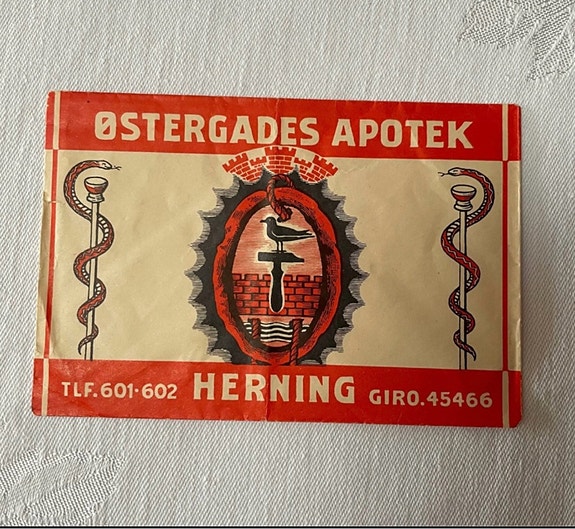 ØSTERGADES APOTEK
TLF.601-602 HERNING GIRO.45466